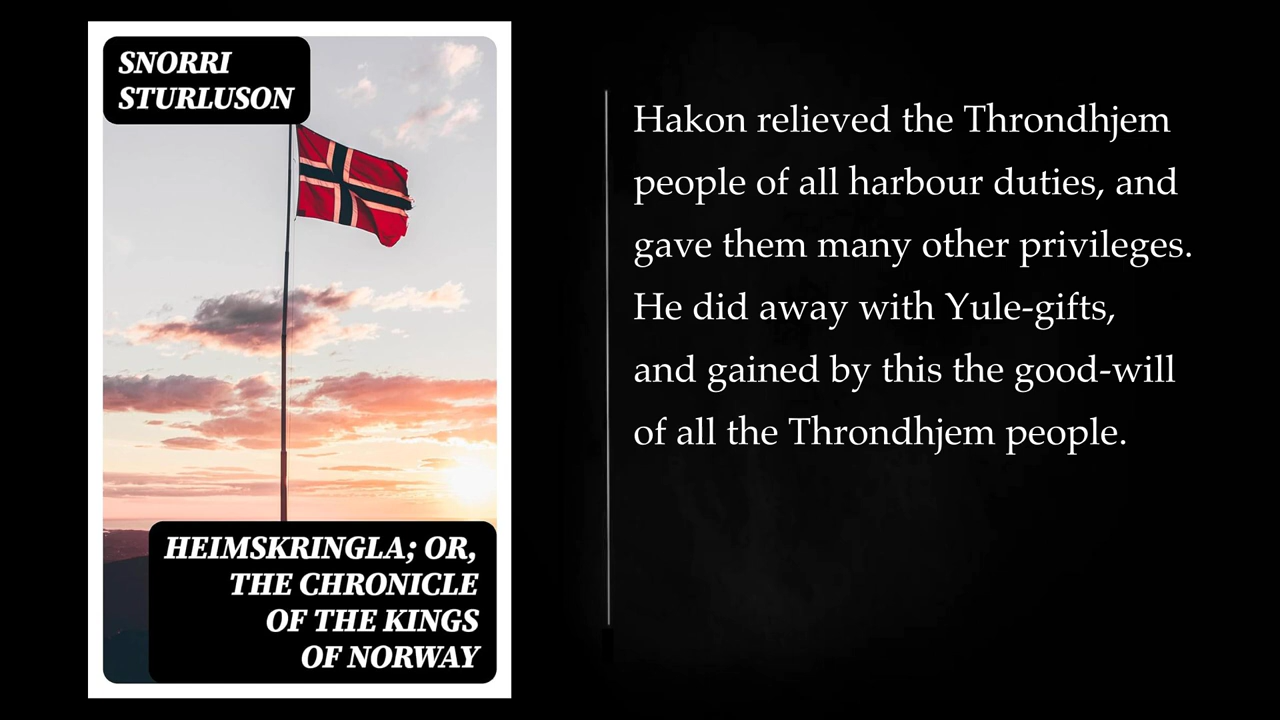 SNORRI
STURLUSON
HEIMSKRINGLA; OR,
THE CHRONICLE
OF THE KINGS
OF NORWAY
Hakon relieved the Throndhjem
people of all harbour duties, and
gave them many other privileges.
He did away with Yule-gifts,
and gained by this the good-will
of all the Throndhjem people.